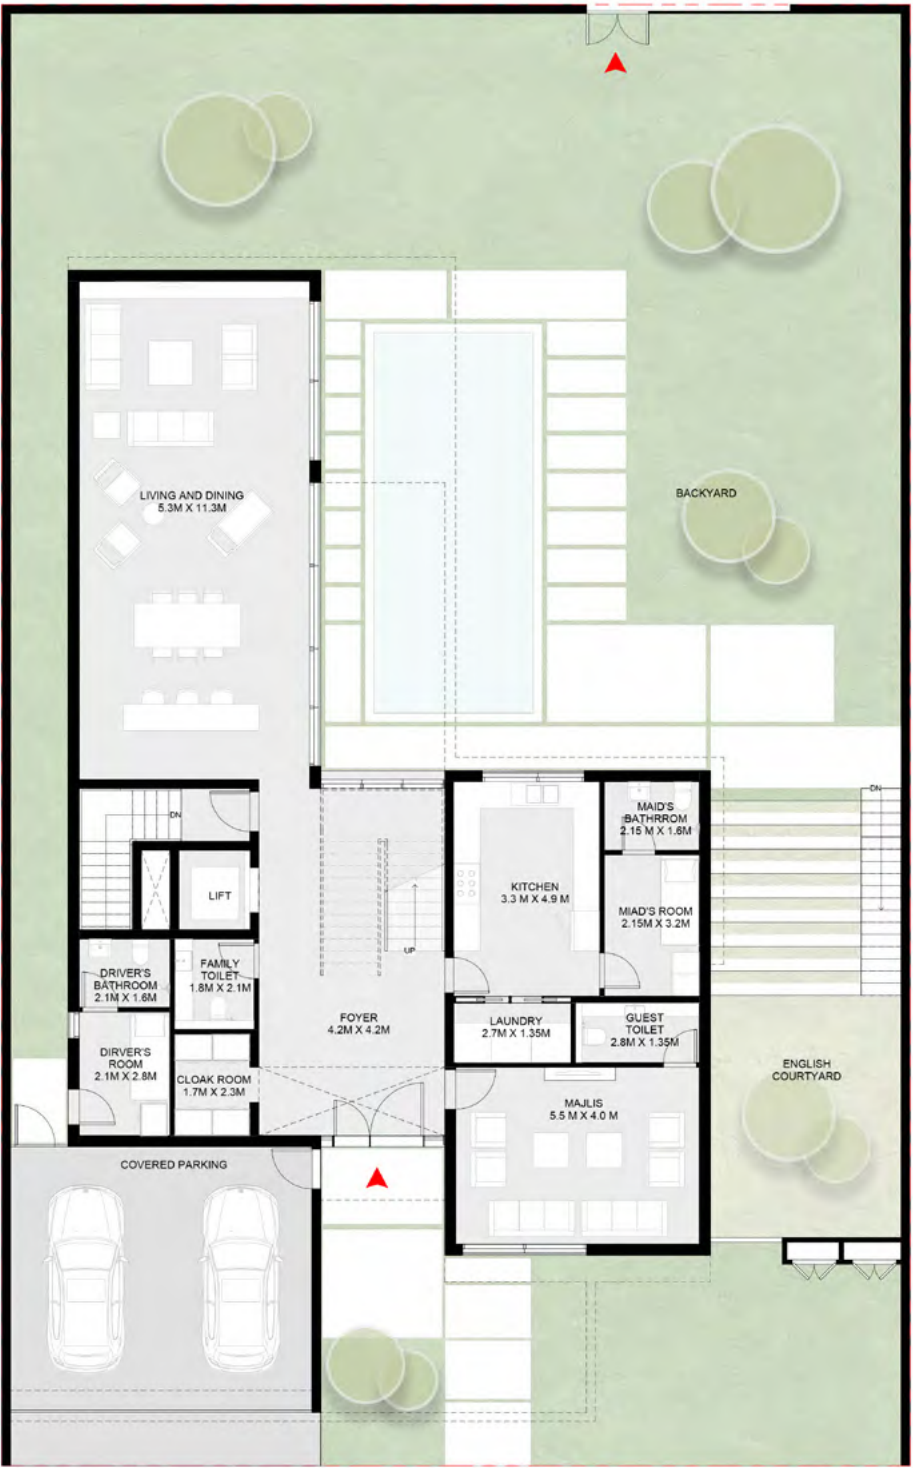 BACKYARD
LIVING AND DINING
5.3M X 11.3M
DN
MAID'S
BATHRROM
2.15 M X 1.6M
DN
LIFT
KITCHEN
3.3 M X 4.9 M
MIAD'S ROOM
2.15M X 3.2M
UP
DRIVER'S
BATHROOM
2.1M X 1.6M
FAMILY
TOILET
1.8M X 2.1M
FOYER
4.2M X 4.2M
LAUNDRY
2.7M X 1.35M
GUEST
TOILET
2.8M X 1.35M
DIRVER'S
ROOM
2.1M X 2.8M
CLOAK ROOM
1.7M X 2.3M
ENGLISH
COURTYARD
MAJLIS
5.5 M X 4.0 M
COVERED PARKING